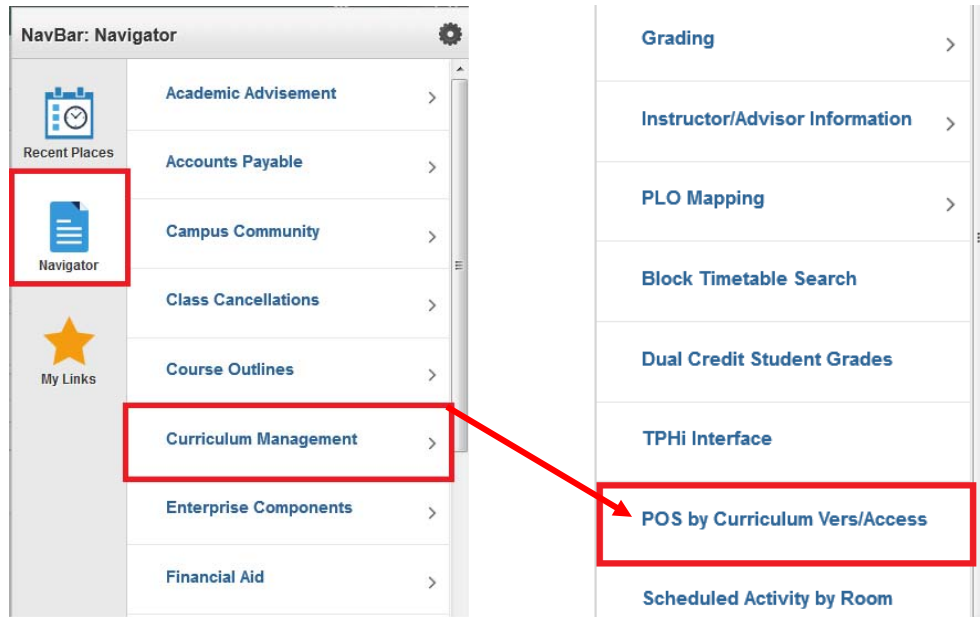 NavBar: Navigator
Recent Places
Navigator
My Links
Academic Advisement
Accounts Payable
Campus Community
Class Cancellations
Course Outlines
Curriculum Management
Enterprise Components
Financial Aid
Grading
Instructor/Advisor Information
PLO Mapping
Block Timetable Search
Dual Credit Student Grades
TPHi Interface
POS by Curriculum Vers/Access
Scheduled Activity by Room